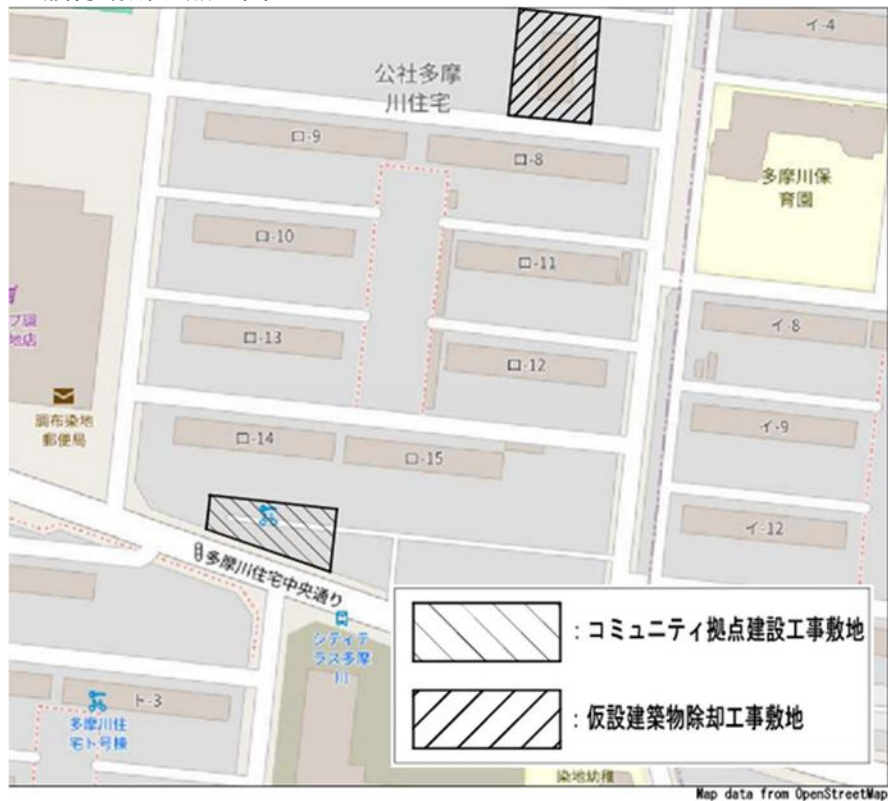 イ-4
公社多摩
川住宅
ロ-9
ロ-8
多摩川保
育園
ロ-10
ロ-11
イ-8
プ調
地店
ロ-13
ロ-12
調布染地
郵便局
イ-9
ロ-14
ロ-15
イ-12
多摩川住宅中央通り
シティテ
ラス多摩
川
:コミュニティ拠点建設工事敷地
ト-3
多摩川住
宅ト号棟
:仮設建築物除却工事敷地
染地幼稚
Map data from OpenStreetMap